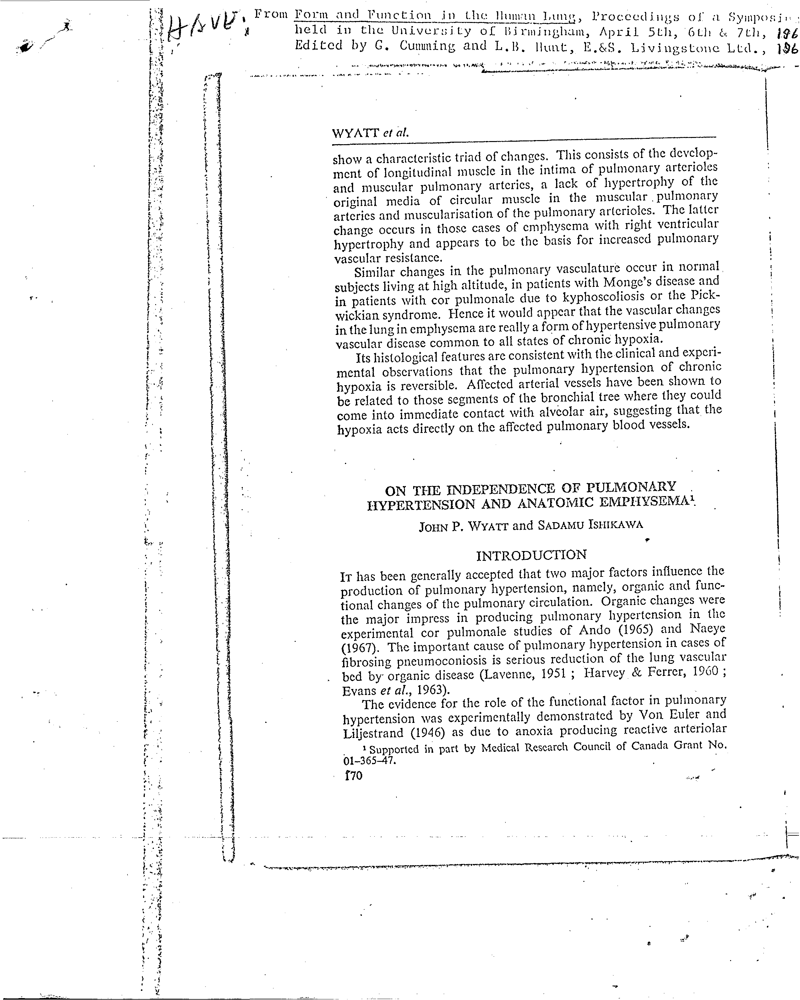 HAVE; From Form and Function in the Human Lung, Proceedings of a
held in the University of Birmingham, April 5th, 6th & 7th,
Edited by G. Cumming and L.B. Hunt, E.&S. Livingstone Ltd.,
WYATT et al.
show a characteristic triad of changes. This consists of the develop-
ment of longitudinal muscle in the intima of pulmonary arterioles
and muscular pulmonary arteries, a lack of hypertrophy of the
original media of circular muscle in the muscular pulmonary
arteries and muscularisation of the pulmonary arterioles. The latter
change occurs in those cases of emphysema with right ventricular
hypertrophy and appears to be the basis for increased pulmonary
vascular resistance.
Similar changes in the pulmonary vasculature occur in normal
subjects living at high altitude, in patients with Monge's disease and
in patients with cor pulmonale due to kyphoscoliosis or the Pick-
wickian syndrome. Hence it would appear that the vascular changes
in the lung in emphysema are really a form of hypertensive pulmonary
vascular disease common to all states of chronic hypoxia.
Its histological features are consistent with the clinical and experi-
mental observations that the pulmonary hypertension of chronic
hypoxia is reversible. Affected arterial vessels have been shown to
be related to those segments of the bronchial tree where they could
come into immediate contact with alveolar air, suggesting that the
hypoxia acts directly on the affected pulmonary blood vessels.
ON THE INDEPENDENCE OF PULMONARY
HYPERTENSION AND ANATOMIC EMPHYSEMA¹
JOHN P. WYATT and SADAMU ISHIKAWA
INTRODUCTION
IT has been generally accepted that two major factors influence the
production of pulmonary hypertension, namely, organic and func-
tional changes of the pulmonary circulation. Organic changes were
the major impress in producing pulmonary hypertension in the
experimental cor pulmonale studies of Ando (1965) and Naeye
(1967). The important cause of pulmonary hypertension in cases of
fibrosing pneumoconiosis is serious reduction of the lung vascular
bed by organic disease (Lavenne, 1951 ; Harvey & Ferrer, 1960 ;
Evans et al., 1963).
The evidence for the role of the functional factor in pulmonary
hypertension was experimentally demonstrated by Von Euler and
Liljestrand (1946) as due to anoxia producing reactive arteriolar
¹ Supported in part by Medical Research Council of Canada Grant No.
01-365-47.
170